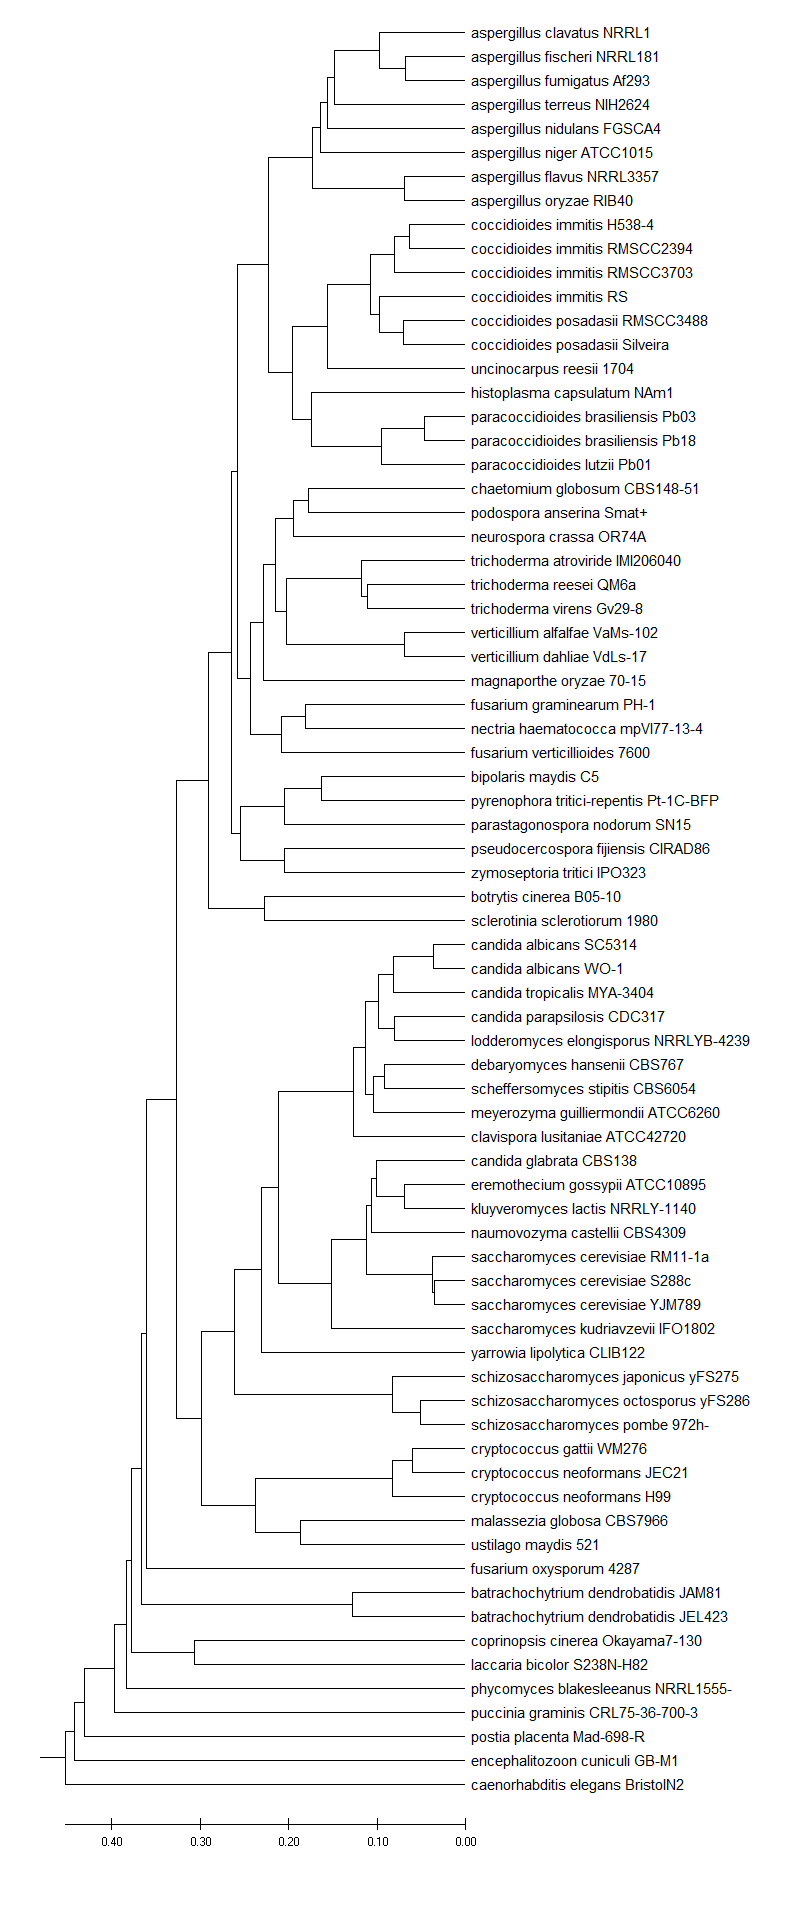 aspergillus clavatus NRRL1
aspergillus fischeri NRRL181
aspergillus fumigatus Af293
aspergillus terreus NIH2624
aspergillus nidulans FGSCA4
aspergillus niger ATCC1015
aspergillus flavus NRRL3357
aspergillus oryzae RIB40
coccidioides immitis H538-4
coccidioides immitis RMSCC2394
coccidioides immitis RMSCC3703
coccidioides immitis RS
coccidioides posadasii RMSCC3488
coccidioides posadasii Silveira
uncinocarpus reesii 1704
histoplasma capsulatum NAm1
paracoccidioides brasiliensis Pb03
paracoccidioides brasiliensis Pb18
paracoccidioides lutzii Pb01
chaetomium globosum CBS148-51
podospora anserina Smat+
neurospora crassa OR74A
trichoderma atroviride IMI206040
trichoderma reesei QM6a
trichoderma virens Gv29-8
verticillium alfalfae VaMs-102
verticillium dahliae VdLs-17
magnaporthe oryzae 70-15
fusarium graminearum PH-1
nectria haematococca mpVI77-13-4
fusarium verticillioides 7600
bipolaris maydis C5
pyrenophora tritici-repentis Pt-1C-BFP
parastagonospora nodorum SN15
pseudocercospora fijiensis CIRAD86
zymoseptoria tritici IPO323
botrytis cinerea B05-10
sclerotinia sclerotiorum 1980
candida albicans SC5314
candida albicans WO-1
candida tropicalis MYA-3404
candida parapsilosis CDC317
lodderomyces elongisporus NRRLYB-4239
debaryomyces hansenii CBS767
scheffersomyces stipitis CBS6054
meyerozyma guilliermondii ATCC6260
clavispora lusitaniae ATCC42720
candida glabrata CBS138
eremothecium gossypii ATCC10895
kluyveromyces lactis NRRLY-1140
naumovozyma castellii CBS4309
saccharomyces cerevisiae RM11-1a
saccharomyces cerevisiae S288c
saccharomyces cerevisiae YJM789
saccharomyces kudriavzevii IFO1802
yarrowia lipolytica CLIB122
schizosaccharomyces japonicus yFS275
schizosaccharomyces octosporus yFS286
schizosaccharomyces pombe 972h-
cryptococcus gattii WM276
cryptococcus neoformans JEC21
cryptococcus neoformans H99
malassezia globosa CBS7966
ustilago maydis 521
fusarium oxysporum 4287
batrachochytrium dendrobatidis JAM81
batrachochytrium dendrobatidis JEL423
coprinopsis cinerea Okayama7-130
laccaria bicolor S238N-H82
phycomyces blakesleeanus NRRL1555-
puccinia graminis CRL75-36-700-3
postia placenta Mad-698-R
encephalitozoon cuniculi GB-M1
caenorhabditis elegans BristolN2
0.40 0.30 0.20 0.10 0.00